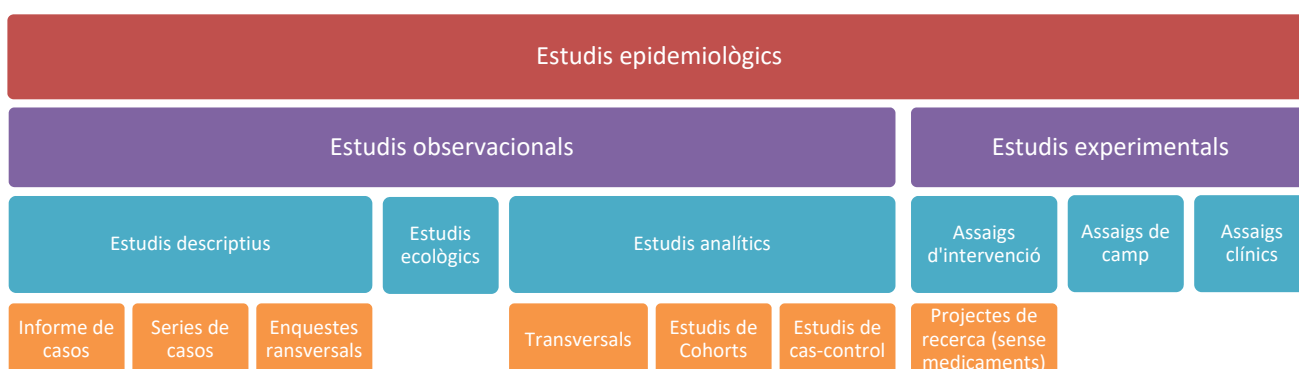 Estudis epidemiològics
Estudis observacionals
Estudis experimentals
Estudis descriptius
Estudis
ecològics
Estudis analítics
Assaigs
d'intervenció
Assaigs de
camp
Assaigs
clínics
Informe de
casos
Series de
casos
Enquestes
ransversals
Transversals
Estudis de
Cohorts
Estudis de
cas-control
Projectes de
recerca (sense
medicaments)